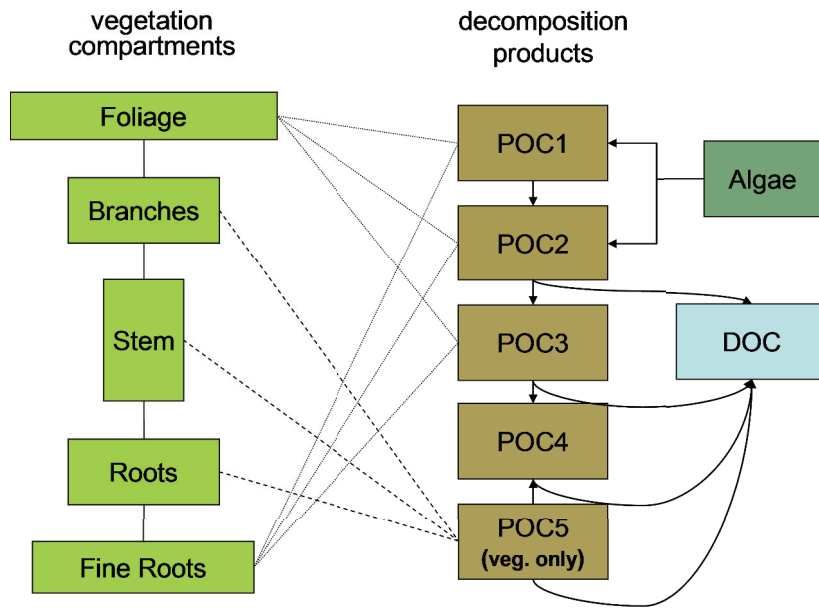 vegetation
compartments
decomposition
products
Foliage
Branches
Stem
Roots
Fine Roots
POC1
POC2
POC3
POC4
POC5
(veg. only)
Algae
DOC